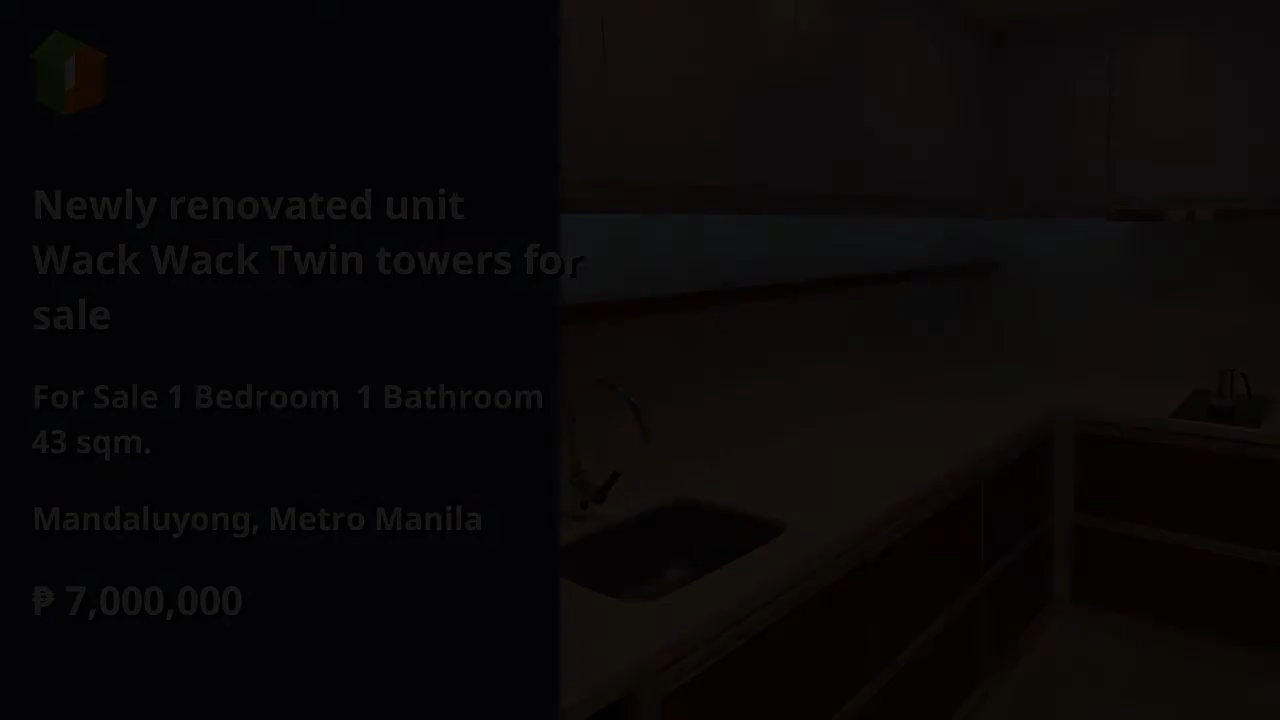 Newly renovated unit
Wack Wack Twin towers for
sale
For Sale 1 Bedroom 1 Bathroom
43 sqm.
Mandaluyong, Metro Manila
₱ 7,000,000